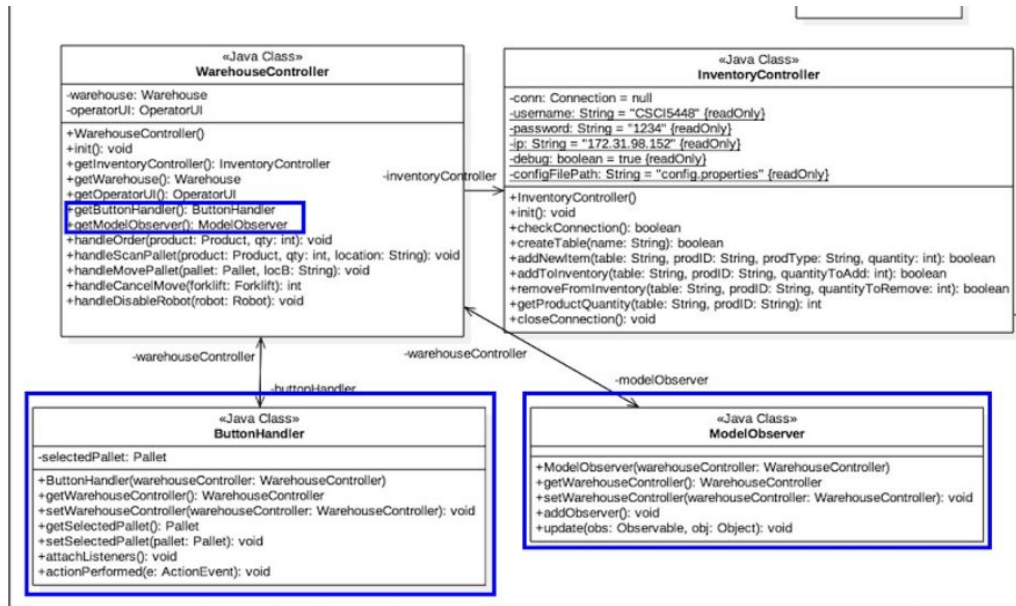 «Java Class»
WarehouseController
-warehouse: Warehouse
-operatorUI: OperatorUI
+WarehouseController()
+init(): void
+getInventoryController(): InventoryController
+getWarehouse(): Warehouse
+getOperatorUI(): OperatorUI
+getButtonHandler(): ButtonHandler
+getModelObserver(): ModelObserver
+handleOrder(product: Product, qty: int): void
+handleScanPallet(product: Product, qty: int, location: String): void
+handleMovePallet(pallet: Pallet, locB: String): void
+handleCancelMove(forklift: Forklift): int
+handleDisableRobot(robot: Robot): void
-inventoryController
«Java Class»
InventoryController
-conn: Connection = null
-username: String = "CSCI5448" {readOnly}
-password: String = "1234" {readOnly}
-ip: String = "172.31.98.152" {readOnly}
-debug: boolean = true {readOnly}
-configFilePath: String = "config.properties" {readOnly}
+InventoryController()
+init(): void
+checkConnection(): boolean
+createTable(name: String): boolean
+addNewItem(table: String, prodID: String, prodType: String, quantity: int): boolean
+addToInventory(table: String, prodID: String, quantityToAdd: int): boolean
+removeFromInventory(table: String, prodID: String, quantityToRemove: int): boolean
+getProductQuantity(table: String, prodID: String): int
+closeConnection(): void
-warehouseController
-warehouseController
-buttonHandler
-modelObserver
«Java Class»
ButtonHandler
-selectedPallet: Pallet
+ButtonHandler(warehouseController: WarehouseController)
+getWarehouseController(): WarehouseController
+setWarehouseController(warehouseController: WarehouseController): void
+getSelectedPallet(): Pallet
+setSelectedPallet(pallet: Pallet): void
+attachListeners(): void
+actionPerformed(e: ActionEvent): void
«Java Class»
ModelObserver
+ModelObserver(warehouseController: WarehouseController)
+getWarehouseController(): WarehouseController
+setWarehouseController(warehouseController: WarehouseController): void
+addObserver(): void
+update(obs: Observable, obj: Object): void